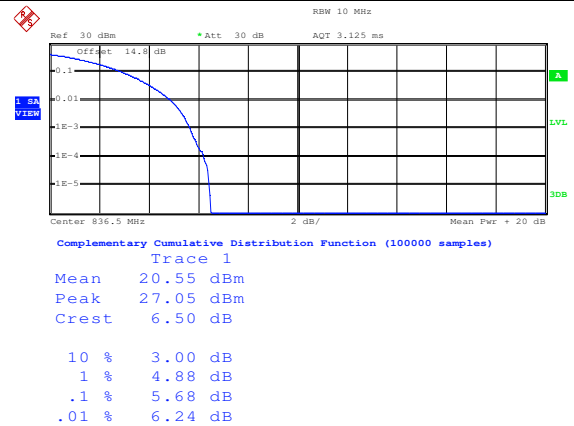 RBW 10 MHz
Ref 30 dBm *Att 30 dB AQT 3.125 ms
Offset 14.8 dB
0.1
A
1 SA
VIEW
0.01
1E-3
LVL
1E-4
1E-5
3DB
Center 836.5 MHz 2 dB/ Mean Pwr + 20 dB
Complementary Cumulative Distribution Function (100000 samples)
Trace 1
Mean 20.55 dBm
Peak 27.05 dBm
Crest 6.50 dB
10 % 3.00 dB
1 % 4.88 dB
.1 % 5.68 dB
.01 % 6.24 dB